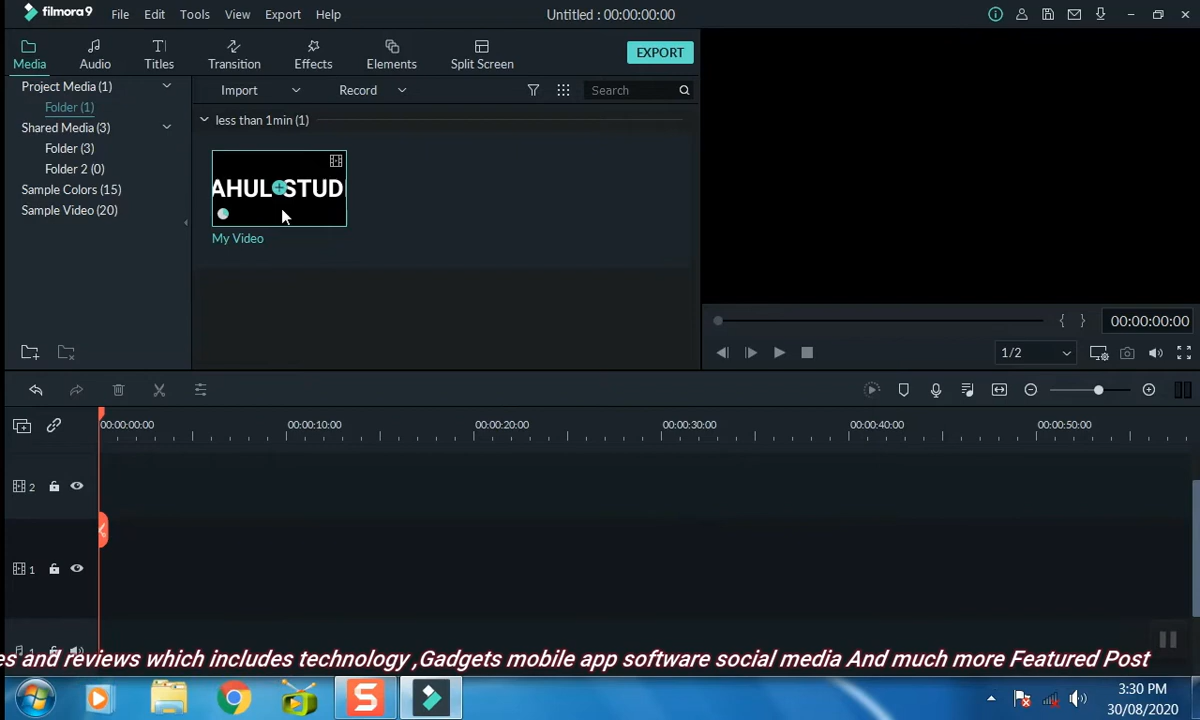 filmora9 File Edit Tools View Export Help Untitled : 00:00:00:00
Media Audio Titles Transition Effects Elements Split Screen EXPORT
Project Media (1)
Folder (1)
Shared Media (3)
Folder (3)
Folder 2 (0)
Sample Colors (15)
Sample Video (20)
Import Record Search
less than 1min (1)
AHUL STUD
My Video
00:00:00:00
1/2
00:00:00:00 00:00:10:00 00:00:20:00 00:00:30:00 00:00:40:00 00:00:50:00
2
1
1
es and reviews which includes technology ,Gadgets mobile app software social media And much more Featured Post
S
3:30 PM
30/08/2020